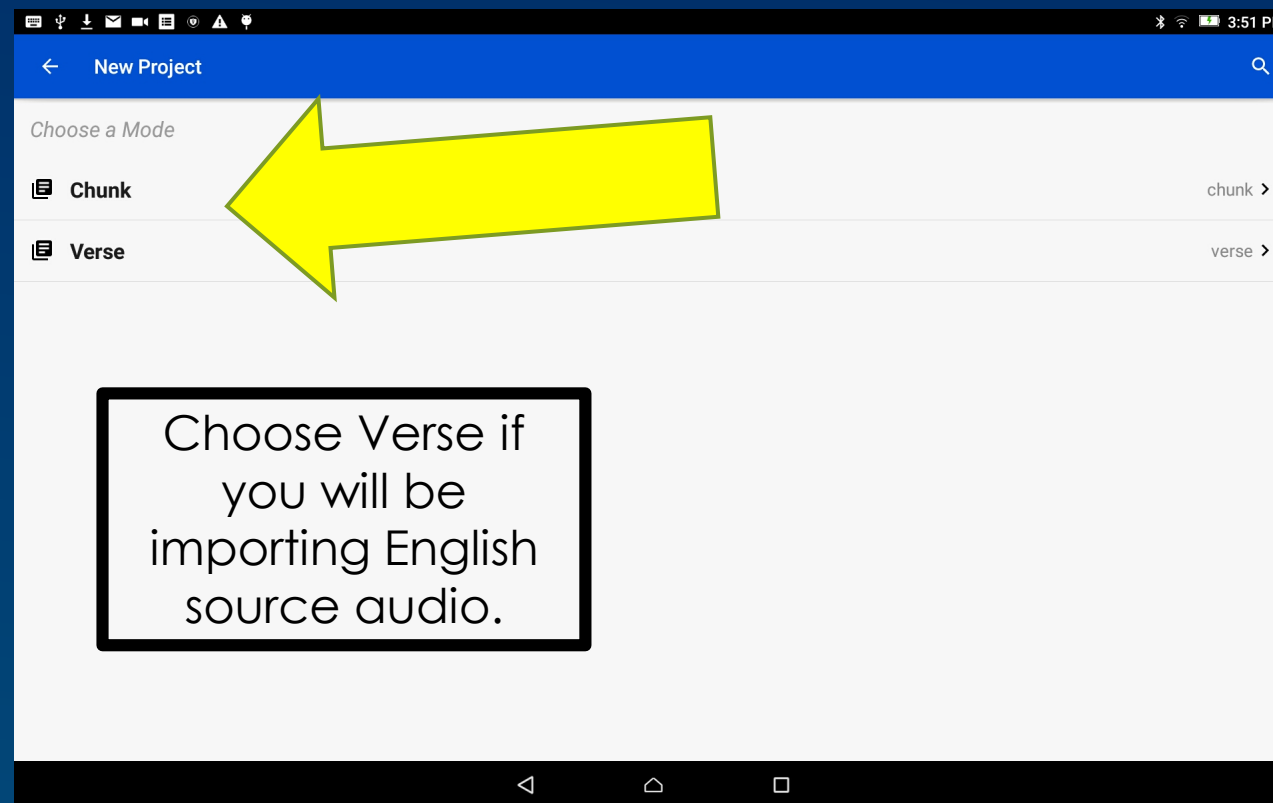 3:51 P
New Project
Choose a Mode
Chunk chunk
Verse verse
Choose Verse if
you will be
importing English
source audio.